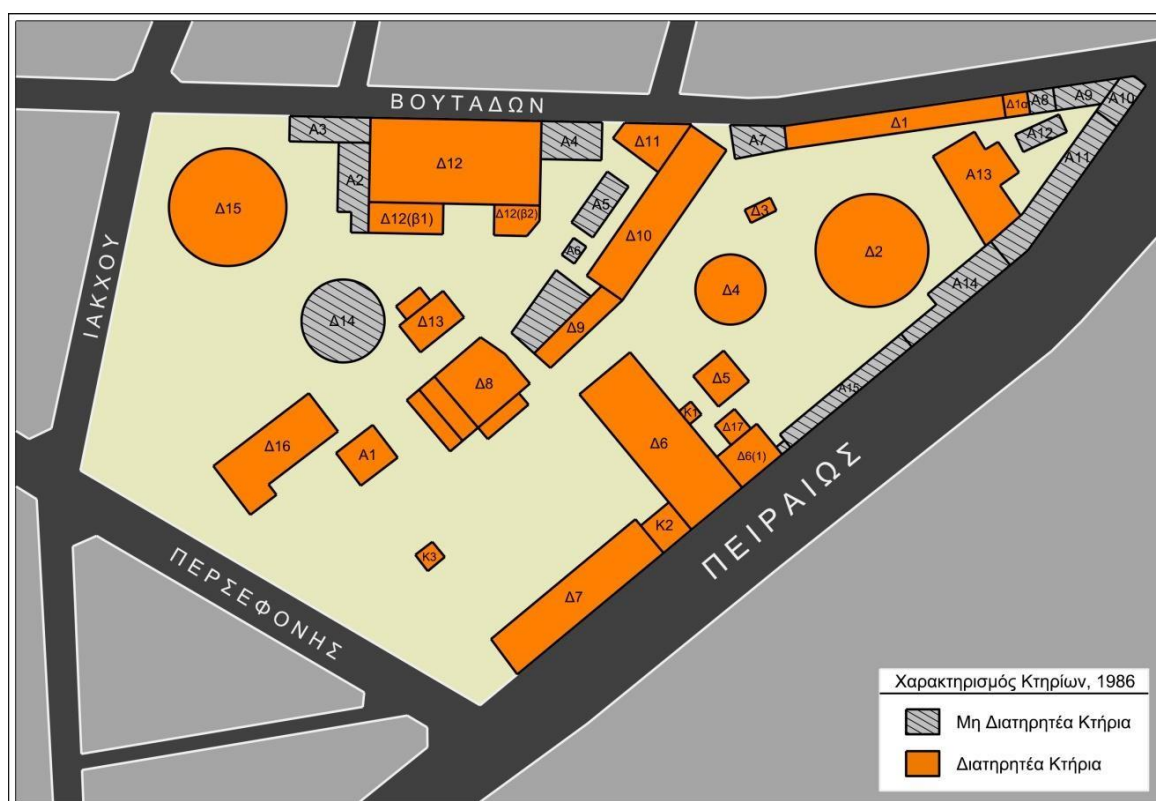 ΒΟΥΤΑΔΩΝ
Α3
Α4
Α7
Δ1
Δ1α
Α8
Α9
Α10
Δ11
Α12
Α11
Α2
Δ12
Α13
Δ15
Δ12(β1)
Δ12(β2)
Α5
Δ3
Δ10
Α6
Δ2
ΙΑΚΧΟΥ
Δ4
Α14
Δ14
Δ13
Δ9
Δ8
Δ5
Α15
Κ1
Δ17
Δ16
Α1
Δ6
Δ6(1)
Κ2
ΠΕΙΡΑΙΩΣ
Κ3
Δ7
ΠΕΡΣΕΦΟΝΗΣ
Χαρακτηρισμός Κτηρίων, 1986
Μη Διατηρητέα Κτήρια
Διατηρητέα Κτήρια